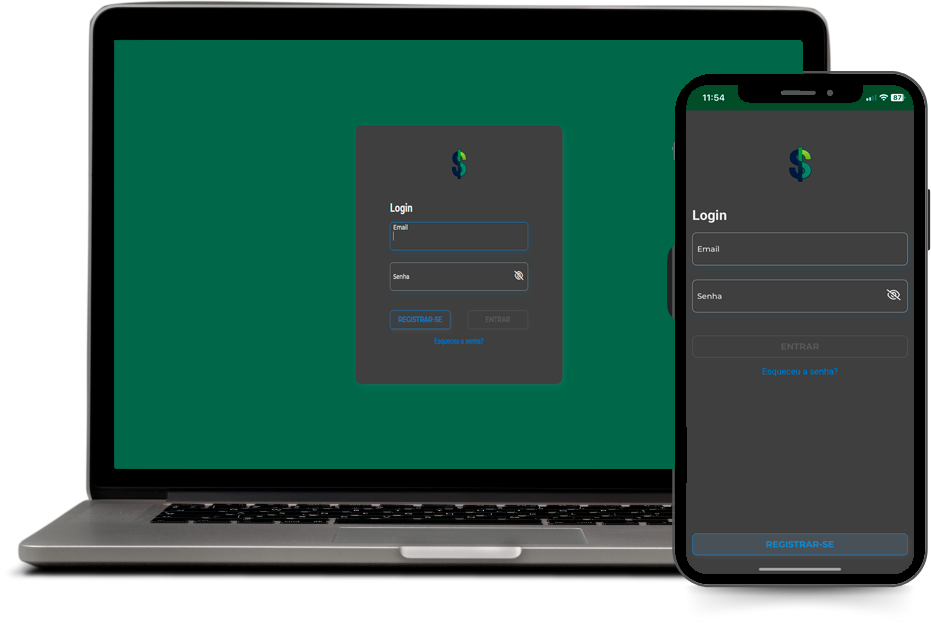 Login
Email
Senha
REGISTRAR-SE
ENTRAR
Esqueceu a senha?
11:54
87
Login
Email
Senha
ENTRAR
Esqueceu a senha?
REGISTRAR-SE